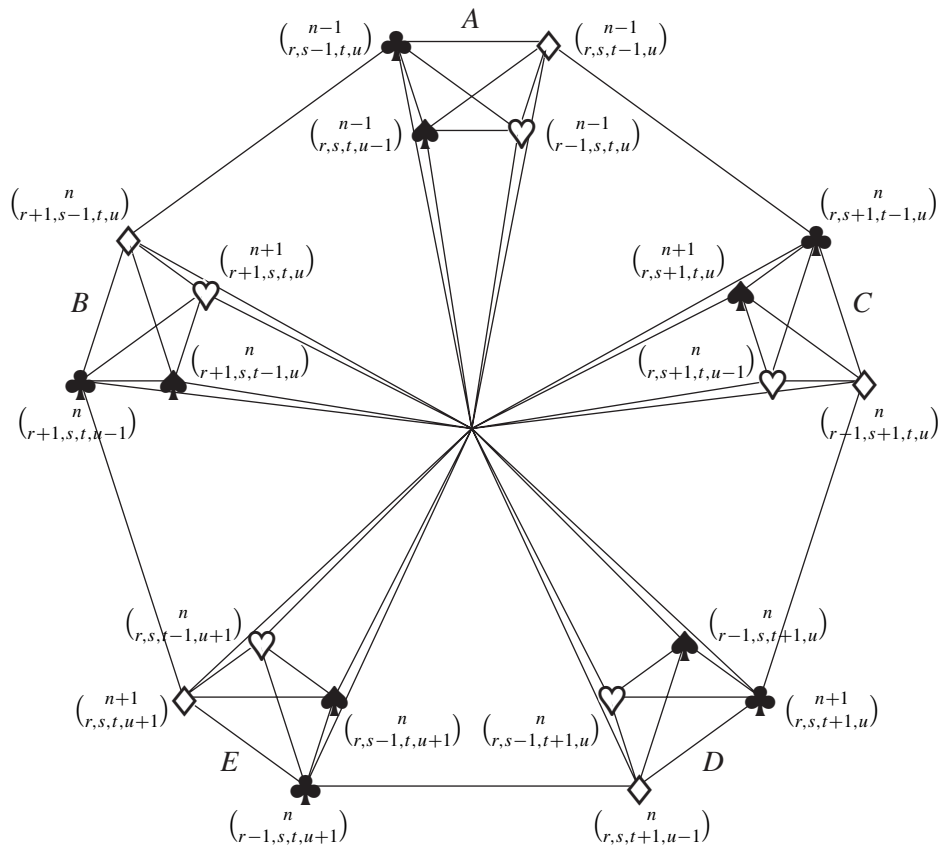 A
n−1
(r,s−1,t,u)
n−1
(r,s,t−1,u)
n−1
(r,s,t,u−1)
n−1
(r−1,s,t,u)
n
(r+1,s−1,t,u)
n
(r,s+1,t−1,u)
n+1
(r+1,s,t,u)
n+1
(r,s+1,t,u)
B
C
n
(r+1,s,t−1,u)
n
(r,s+1,t,u−1)
n
(r+1,s,t,u−1)
n
(r−1,s+1,t,u)
n
(r,s,t−1,u+1)
n
(r−1,s,t+1,u)
n+1
(r,s,t,u+1)
n+1
(r,s,t+1,u)
n
(r,s−1,t,u+1)
n
(r,s−1,t+1,u)
E
D
n
(r−1,s,t,u+1)
n
(r,s,t+1,u−1)